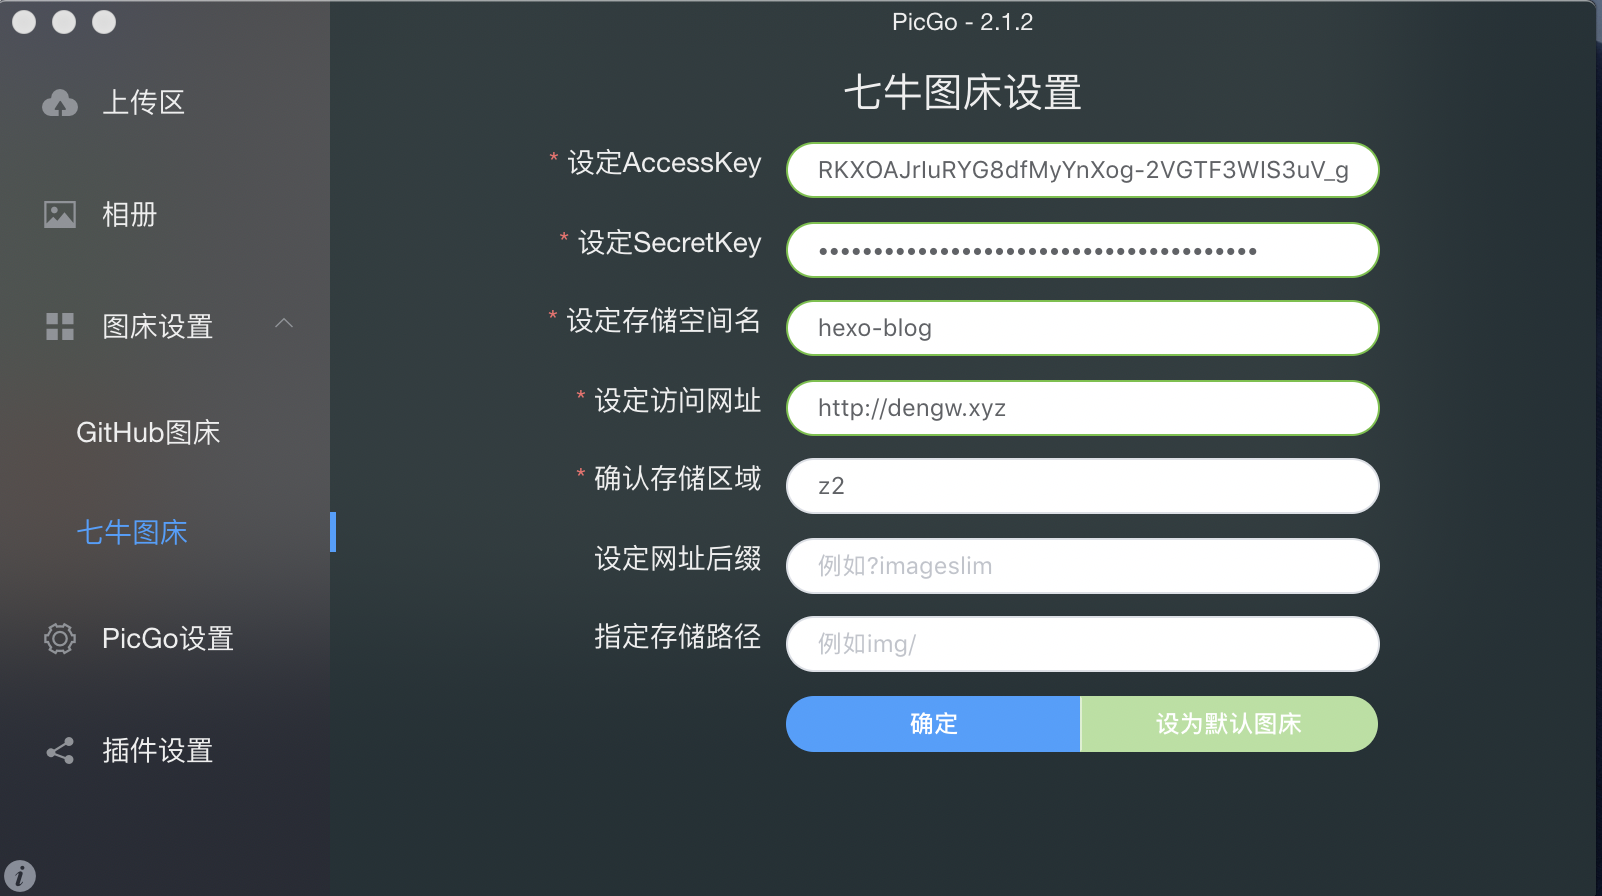 PicGo - 2.1.2
上传区
相册
图床设置
GitHub图床
七牛图床
PicGo设置
插件设置
七牛图床设置
* 设定AccessKey RKXOAJrIuRYG8dfMyYnXog-2VGTF3WIS3uV_g
* 设定SecretKey ••••••••••••••••••••••••••••••••••••••••
* 设定存储空间名 hexo-blog
* 设定访问网址 http://dengw.xyz
* 确认存储区域 z2
设定网址后缀 例如?imageslim
指定存储路径 例如img/
确定 设为默认图床